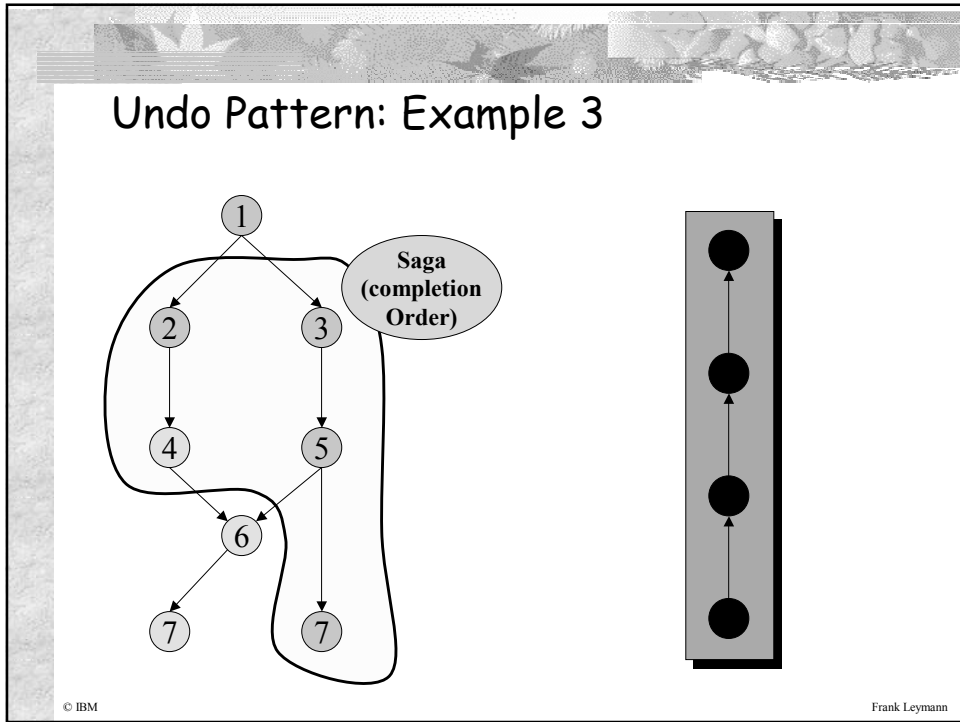 Undo Pattern: Example 3
1
Saga
(completion
Order)
2
3
4
5
6
7
7
© IBM
Frank Leymann